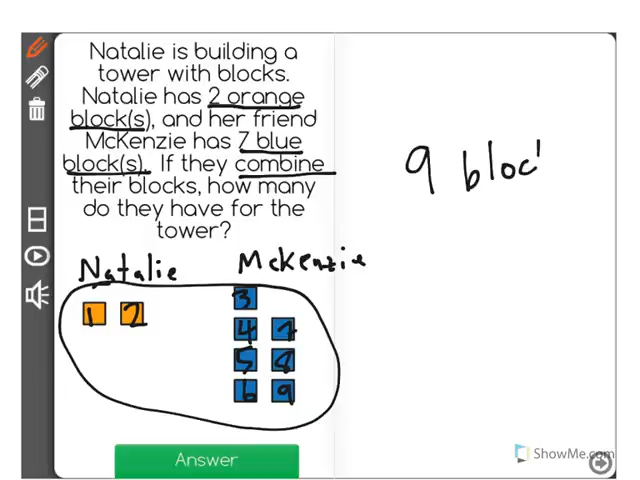 Natalie is building a
tower with blocks.
Natalie has 2 orange
block(s), and her friend
McKenzie has 7 blue
block(s). If they combine
their blocks, how many
do they have for the
tower?
9 bloc
Natalie McKenzie
1 2 3
4 7
5 8
6 9
Answer
ShowMe.com